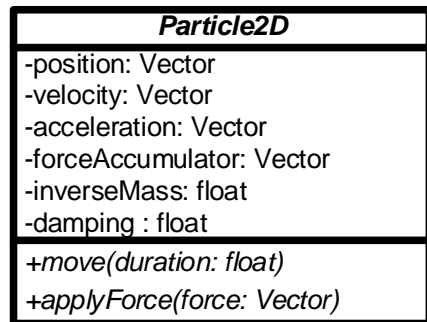 Particle2D
-position: Vector
-velocity: Vector
-acceleration: Vector
-forceAccumulator: Vector
-inverseMass: float
-damping : float
+move(duration: float)
+applyForce(force: Vector)